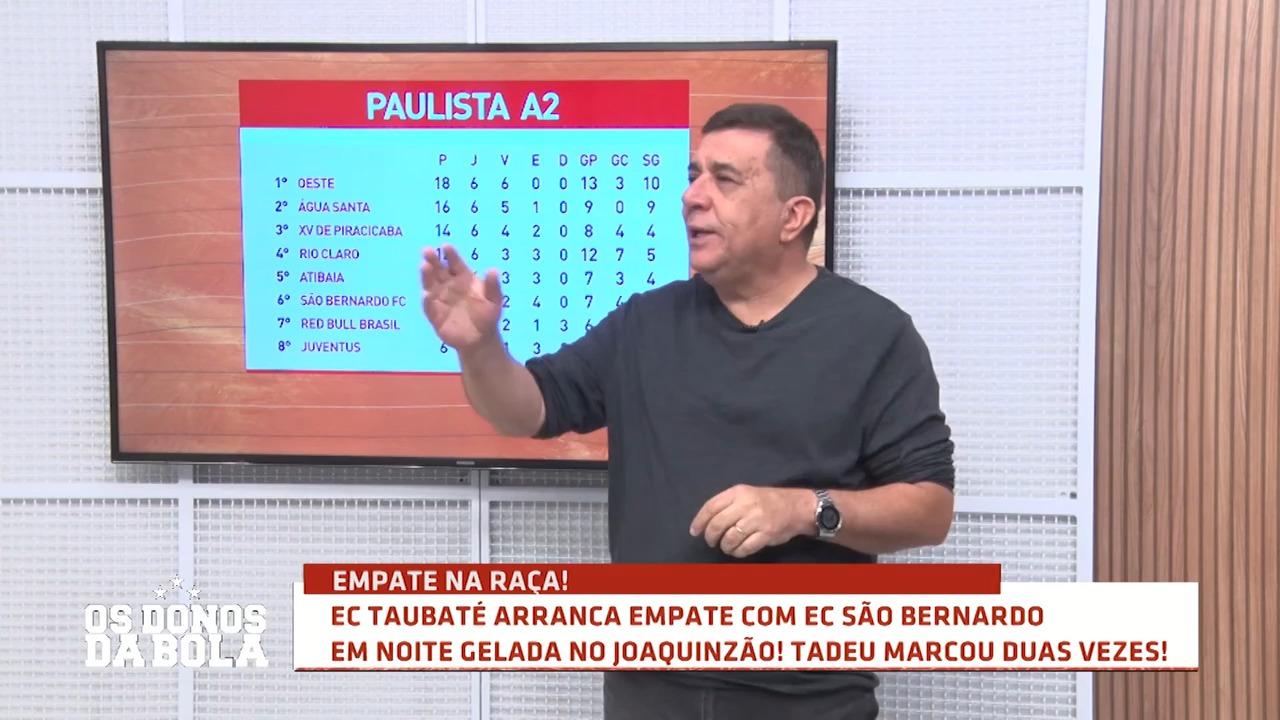 PAULISTA A2
P J V E D GP GC SG
1º OESTE 18 6 6 0 0 13 3 10
2º ÁGUA SANTA 16 6 5 1 0 9 0 9
3º XV DE PIRACICABA 14 6 4 2 0 8 4 4
4º RIO CLARO 6 3 3 0 12 7 5
5º ATIBAIA 3 3 0 7 3 4
6º SÃO BERNARDO FC 2 4 0 7
7º RED BULL BRASIL 2 1 3
8º JUVENTUS 6 3
EMPATE NA RAÇA!
EC TAUBATÉ ARRANCA EMPATE COM EC SÃO BERNARDO
EM NOITE GELADA NO JOAQUINZÃO! TADEU MARCOU DUAS VEZES!
OS DONOS
DA BOLA